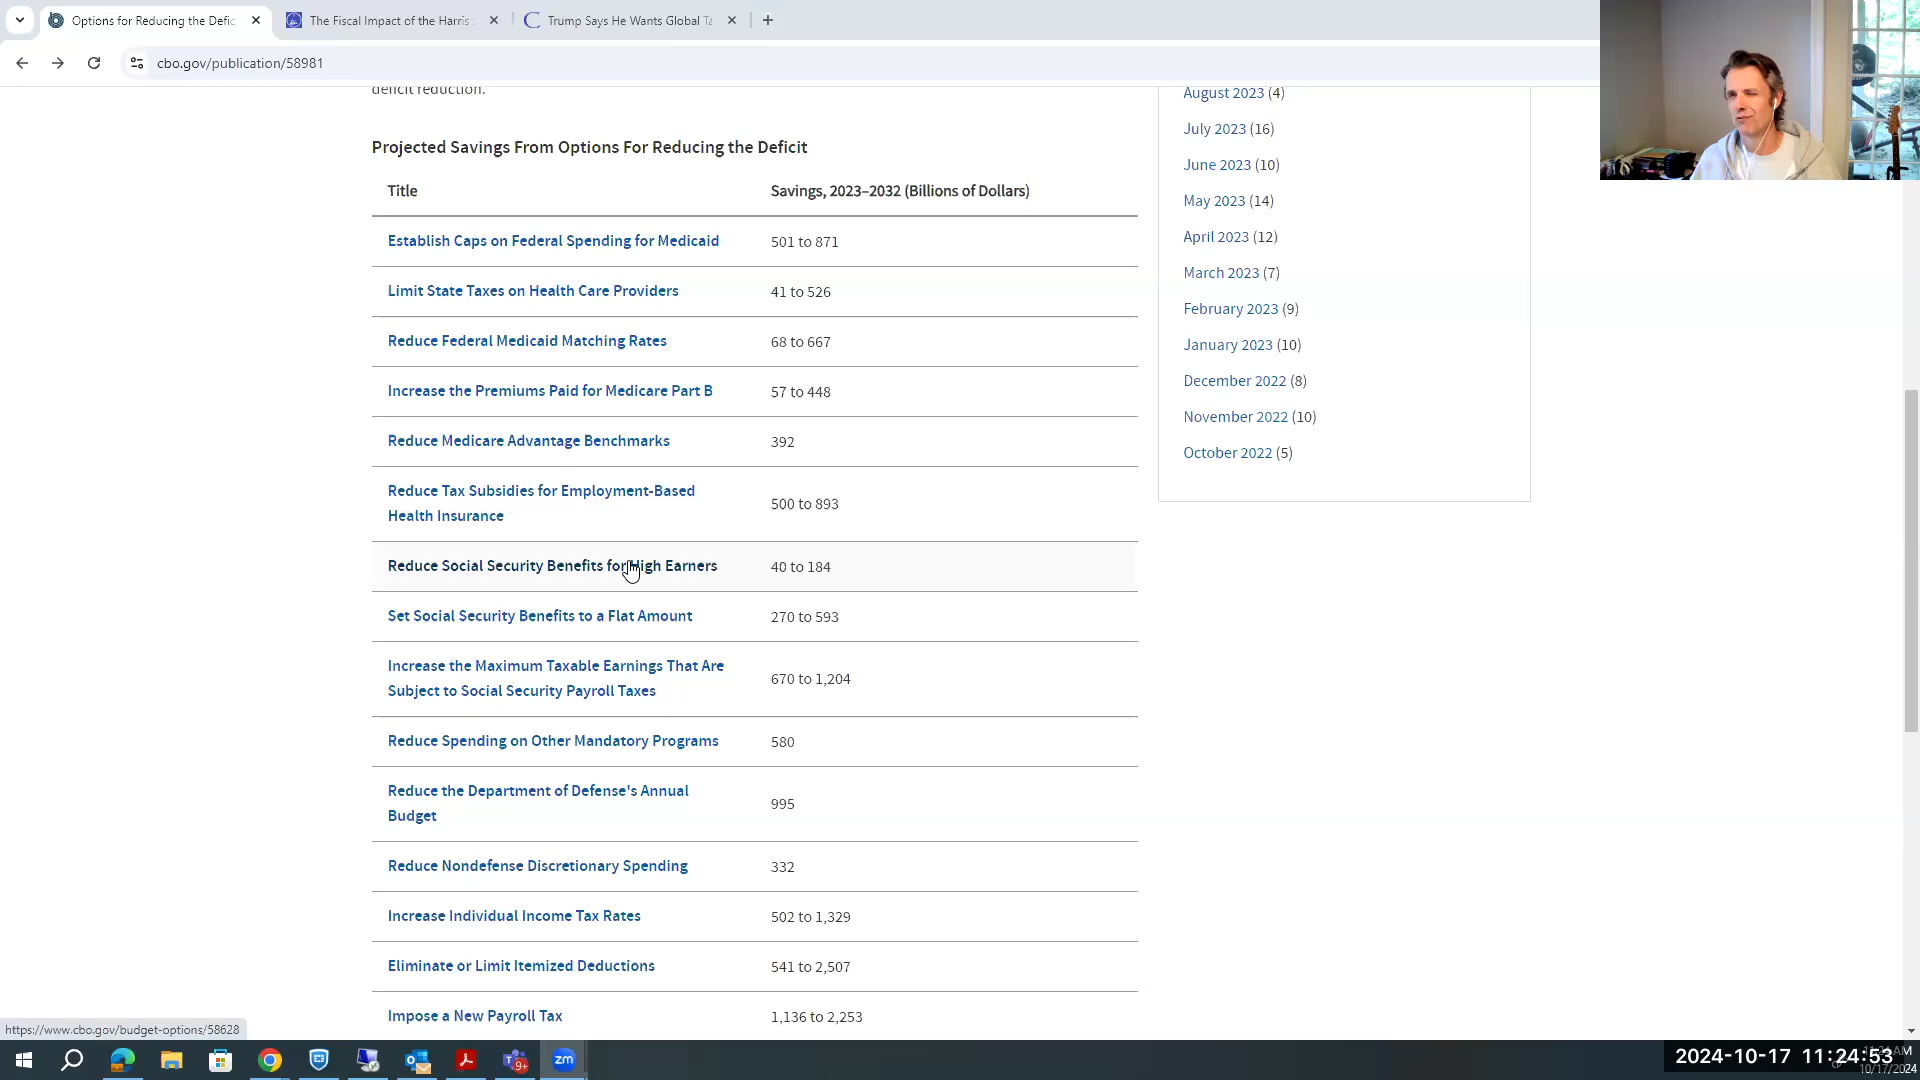 Options for Reducing the Defic
The Fiscal Impact of the Harris
Trump Says He Wants Global Ta
cbo.gov/publication/58981
deficit reduction.
Projected Savings From Options For Reducing the Deficit
Title Savings, 2023–2032 (Billions of Dollars)
Establish Caps on Federal Spending for Medicaid 501 to 871
Limit State Taxes on Health Care Providers 41 to 526
Reduce Federal Medicaid Matching Rates 68 to 667
Increase the Premiums Paid for Medicare Part B 57 to 448
Reduce Medicare Advantage Benchmarks 392
Reduce Tax Subsidies for Employment-Based
Health Insurance 500 to 893
Reduce Social Security Benefits for High Earners 40 to 184
Set Social Security Benefits to a Flat Amount 270 to 593
Increase the Maximum Taxable Earnings That Are
Subject to Social Security Payroll Taxes 670 to 1,204
Reduce Spending on Other Mandatory Programs 580
Reduce the Department of Defense's Annual
Budget 995
Reduce Nondefense Discretionary Spending 332
Increase Individual Income Tax Rates 502 to 1,329
Eliminate or Limit Itemized Deductions 541 to 2,507
Impose a New Payroll Tax 1,136 to 2,253
August 2023 (4)
July 2023 (16)
June 2023 (10)
May 2023 (14)
April 2023 (12)
March 2023 (7)
February 2023 (9)
January 2023 (10)
December 2022 (8)
November 2022 (10)
October 2022 (5)
https://www.cbo.gov/budget-options/58628
zm
9+
2024-10-17 11:24:53
10/17/2024